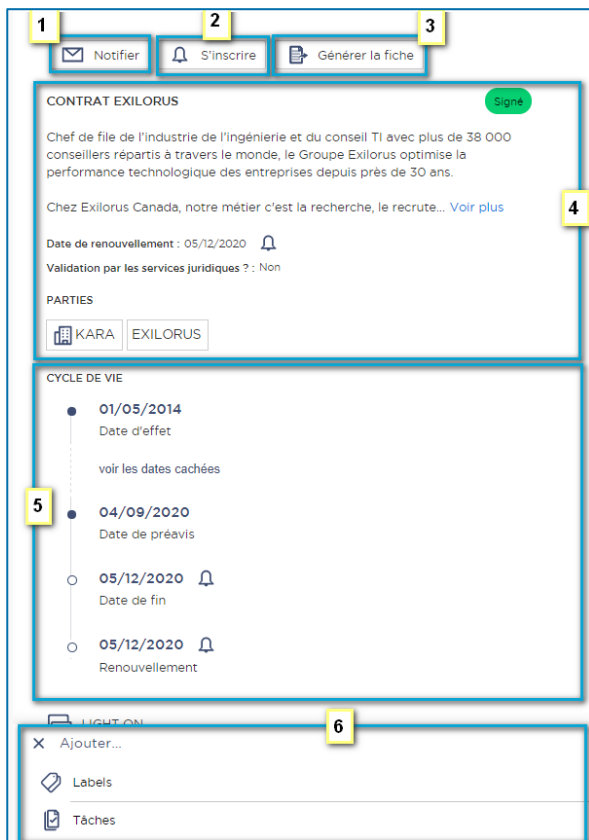 1
2
3
Notifier
S'inscrire
Générer la fiche
CONTRAT EXILORUS
Signé
Chef de file de l'industrie de l'ingénierie et du conseil TI avec plus de 38 000
conseillers répartis à travers le monde, le Groupe Exilorus optimise la
performance technologique des entreprises depuis près de 30 ans.
Chez Exilorus Canada, notre métier c'est la recherche, le recrute... Voir plus
4
Date de renouvellement : 05/12/2020
Validation par les services juridiques ? : Non
PARTIES
KARA
EXILORUS
CYCLE DE VIE
01/05/2014
Date d'effet
voir les dates cachées
5
04/09/2020
Date de préavis
05/12/2020
Date de fin
05/12/2020
Renouvellement
LIGHT ON
6
Ajouter...
Labels
Tâches